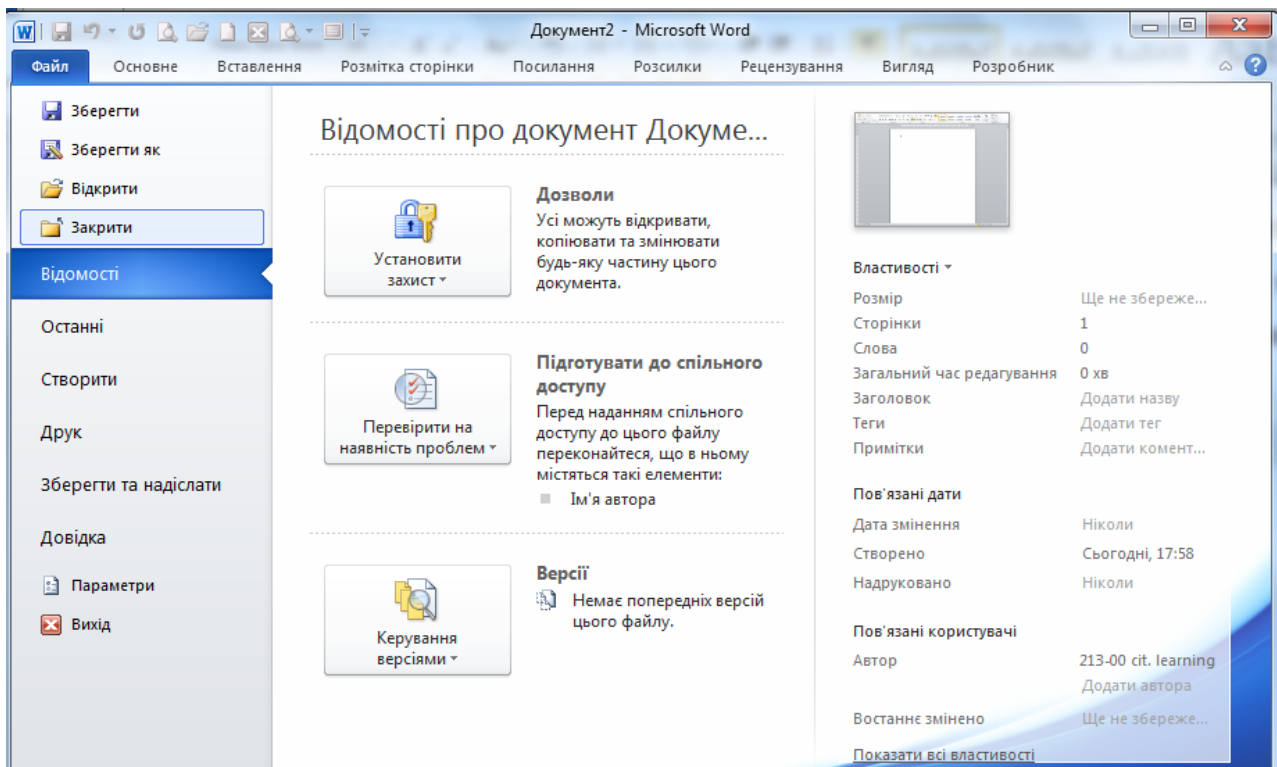 Документ2 - Microsoft Word
Файл Основне Вставлення Розмітка сторінки Посилання Розсилки Рецензування Вигляд Розробник
Зберегти
Зберегти як
Відкрити
Закрити
Відомості
Останні
Створити
Друк
Зберегти та надіслати
Довідка
Параметри
Вихід
Відомості про документ Докуме...
Установити
захист
Дозволи
Усі можуть відкривати,
копіювати та змінювати
будь-яку частину цього
документа.
Перевірити на
наявність проблем
Підготувати до спільного
доступу
Перед наданням спільного
доступу до цього файлу
переконайтеся, що в ньому
містяться такі елементи:
Ім'я автора
Керування
версіями
Версії
Немає попередніх версій
цього файлу.
Властивості
Розмір Ще не збереже...
Сторінки 1
Слова 0
Загальний час редагування 0 хв
Заголовок Додати назву
Теги Додати тег
Примітки Додати комент...
Пов'язані дати
Дата змінення Ніколи
Створено Сьогодні, 17:58
Надруковано Ніколи
Пов'язані користувачі
Автор 213-00 cit. learning
Додати автора
Востаннє змінено Ще не збереже...
Показати всі властивості